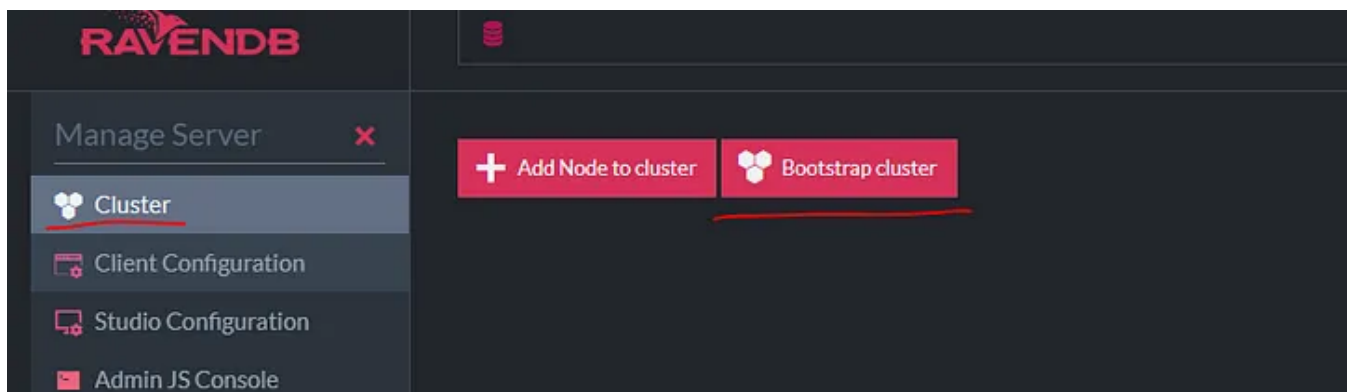 RAVENDB
Manage Server
Add Node to cluster
Bootstrap cluster
Cluster
Client Configuration
Studio Configuration
Admin JS Console